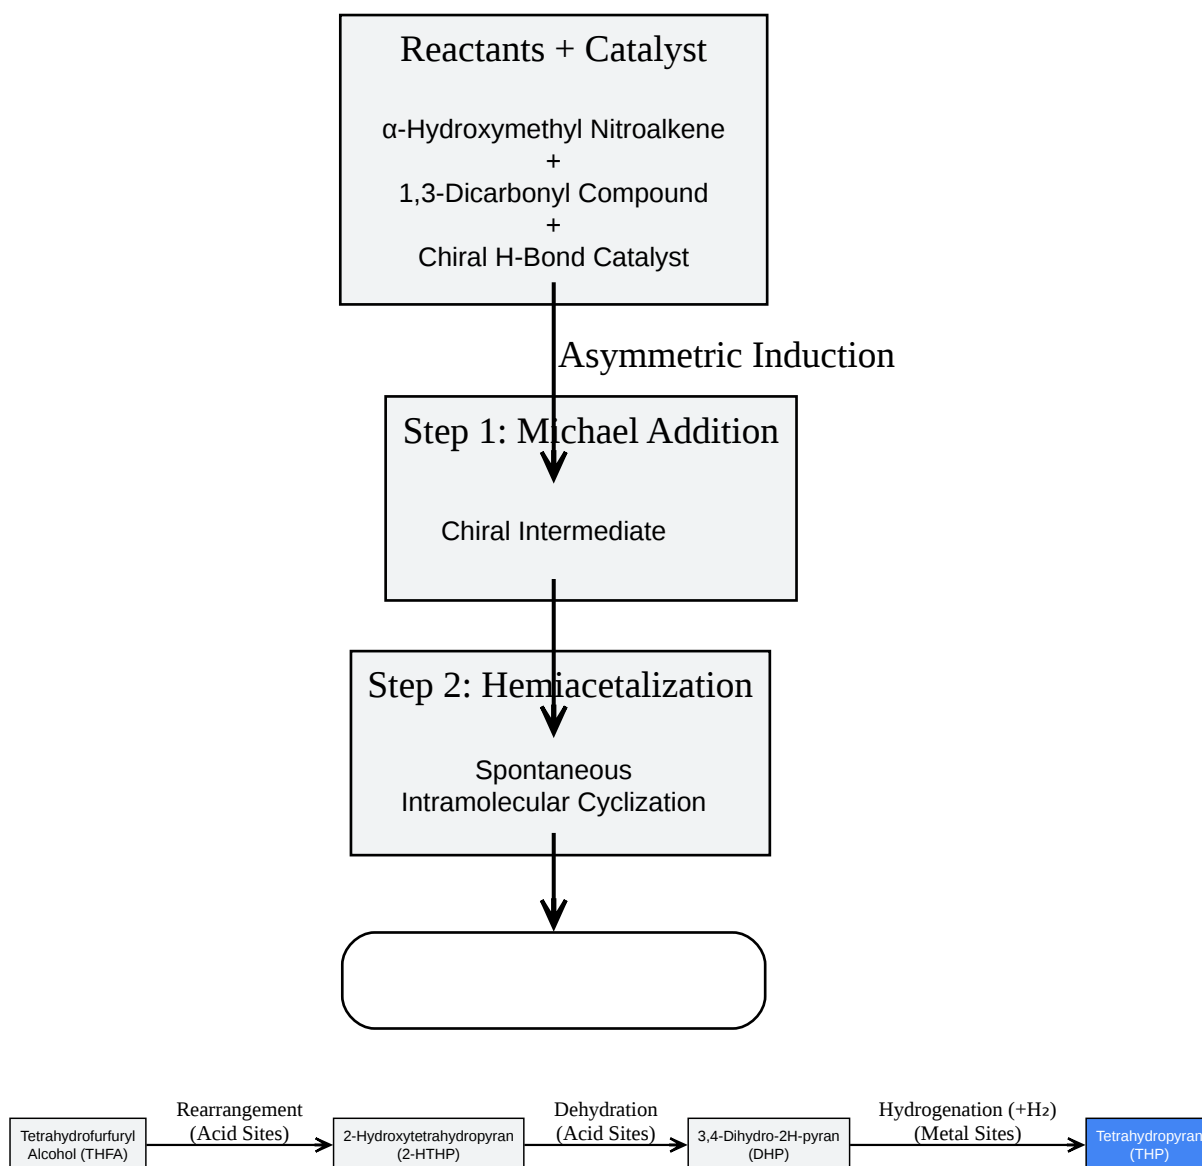 Reactants + Catalyst
α-Hydroxymethyl Nitroalkene
+
1,3-Dicarbonyl Compound
+
Chiral H-Bond Catalyst
Asymmetric Induction
Step 1: Michael Addition
Chiral Intermediate
Step 2: Hemiacetalization
Spontaneous
Intramolecular Cyclization
Tetrahydrofurfuryl
Alcohol (THFA)
Rearrangement
(Acid Sites)
2-Hydroxytetrahydropyran
(2-HTHP)
Dehydration
(Acid Sites)
3,4-Dihydro-2H-pyran
(DHP)
Hydrogenation (+H₂)
(Metal Sites)
Tetrahydropyran
(THP)